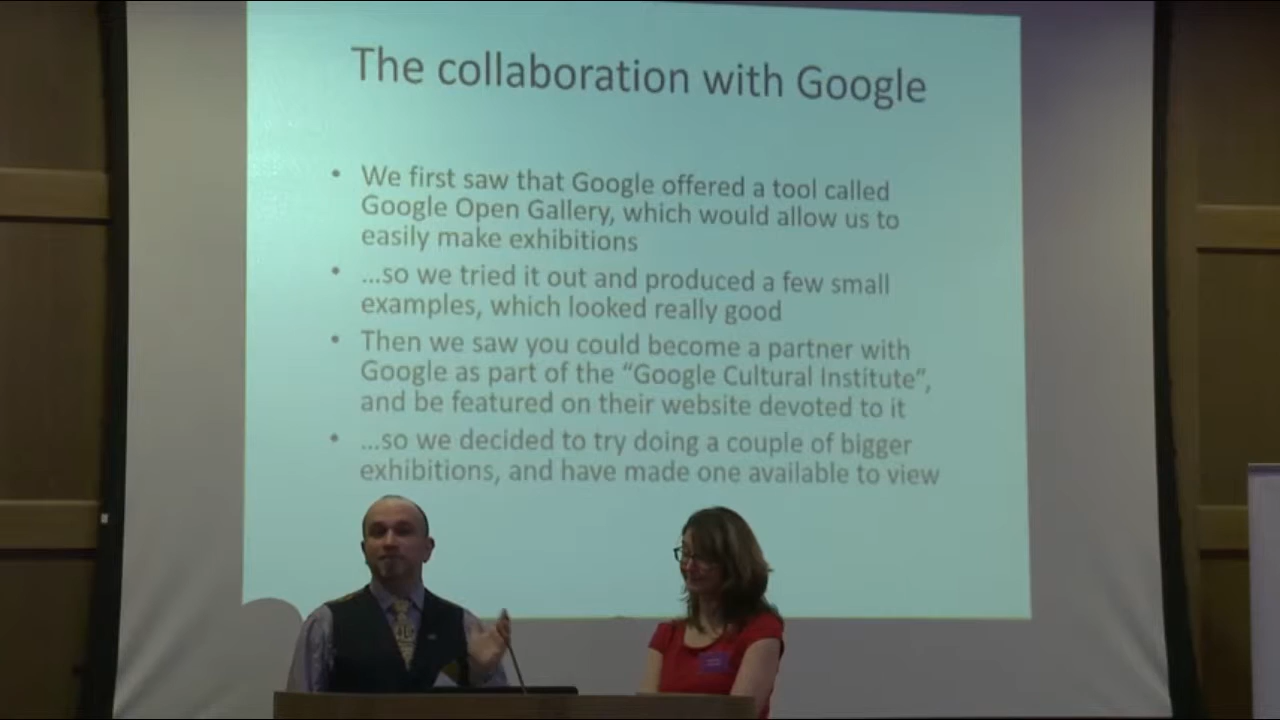 The collaboration with Google
• We first saw that Google offered a tool called
Google Open Gallery, which would allow us to
easily make exhibitions
• ...so we tried it out and produced a few small
examples, which looked really good
• Then we saw you could become a partner with
Google as part of the “Google Cultural Institute”,
and be featured on their website devoted to it
• ...so we decided to try doing a couple of bigger
exhibitions, and have made one available to view